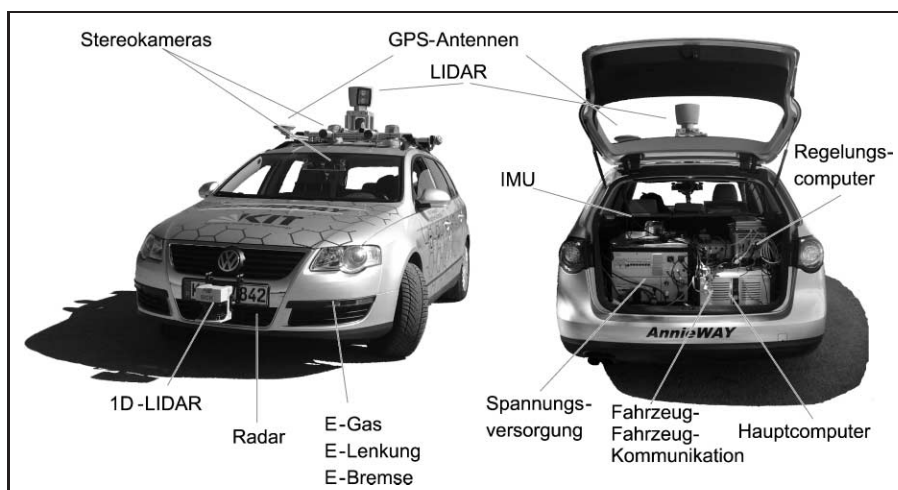 Stereokameras
GPS-Antennen
LIDAR
Regelungs-
computer
IMU
KIT
842
AnnieWAY
1D-LIDAR
Radar
E-Gas
E-Lenkung
E-Bremse
Spannungs-
versorgung
Fahrzeug-
Fahrzeug-
Kommunikation
Hauptcomputer